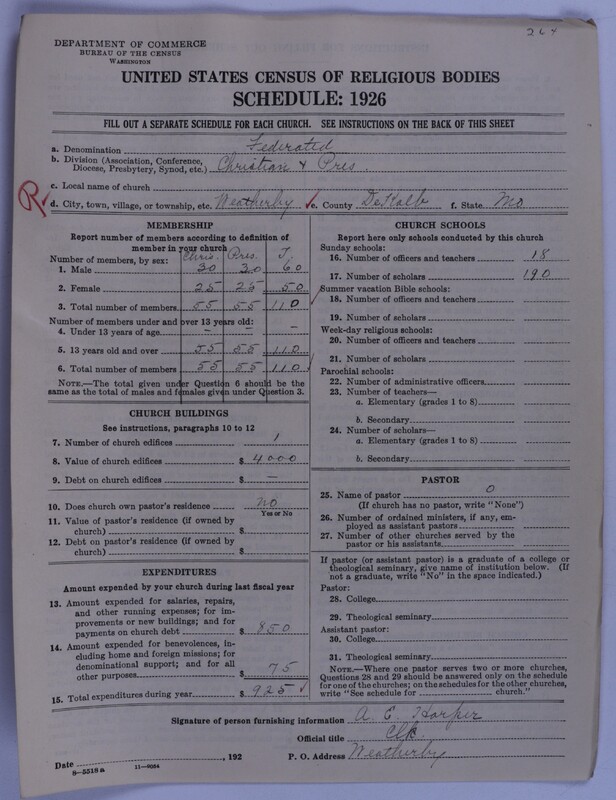 264
DEPARTMENT OF COMMERCE
BUREAU OF THE CENSUS
WASHINGTON
UNITED STATES CENSUS OF RELIGIOUS BODIES
SCHEDULE: 1926
FILL OUT A SEPARATE SCHEDULE FOR EACH CHURCH. SEE INSTRUCTIONS ON THE BACK OF THIS SHEET
a. Denomination Federated
b. Division (Association, Conference, Diocese, Presbytery, Synod, etc.) Christian & Pres.
c. Local name of church
R d. City, town, village, or township, etc. Weatherby e. County DeKalb f. State Mo
MEMBERSHIP
Report number of members according to definition of
member in your church
Number of members, by sex: Chris. Pres. T.
1. Male 30 30 60
2. Female 25 25 50
3. Total number of members 55 55 110
Number of members under and over 13 years old:
4. Under 13 years of age – – –
5. 13 years old and over 55 55 110
6. Total number of members 55 55 110
NOTE.—The total given under Question 6 should be
same as the total of males and females given under Question 3.
CHURCH BUILDINGS
See instructions, paragraphs 10 to 12
7. Number of church edifices 1
8. Value of church edifices $ 4000
9. Debt on church edifices $ —
10. Does church own pastor's residence no
Yes or No
11. Value of pastor's residence (if owned by
church) $
12. Debt on pastor's residence (if owned by
church) $
EXPENDITURES
Amount expended by your church during last fiscal year
13. Amount expended for salaries, repairs,
and other running expenses; for im-
provements or new buildings; and for
payments on church debt $ 850
14. Amount expended for benevolences, in-
cluding home and foreign missions; for
denominational support; and for all
other purposes 75
15. Total expenditures during year $ 925
CHURCH SCHOOLS
Report here only schools conducted by this church
Sunday schools:
16. Number of officers and teachers 18
17. Number of scholars 190
Summer vacation Bible schools:
18. Number of officers and teachers
19. Number of scholars
Week-day religious schools:
20. Number of officers and teachers
21. Number of scholars
Parochial schools:
22. Number of administrative officers
23. Number of teachers—
a. Elementary (grades 1 to 8)
b. Secondary
24. Number of scholars—
a. Elementary (grades 1 to 8)
b. Secondary
PASTOR
25. Name of pastor 0
(If church has no pastor, write "None")
26. Number of ordained ministers, if any, em-
ployed as assistant pastors
27. Number of other churches served by the
pastor or his assistants
If pastor (or assistant pastor) is a graduate of a college or
theological seminary, give name of institution below. (If
not a graduate, write "No" in the space indicated.)
Pastor:
28. College
29. Theological seminary
Assistant pastor:
30. College
31. Theological seminary
NOTE.—Where one pastor serves two or more churches,
Questions 28 and 29 should be answered only on the schedule
for one of the churches; on the schedules for the other churches,
write "See schedule for ________ church."
Signature of person furnishing information A. E. Harper
Official title Clk
Date ________, 192 P. O. Address Weatherby
8—5518a 11—9024